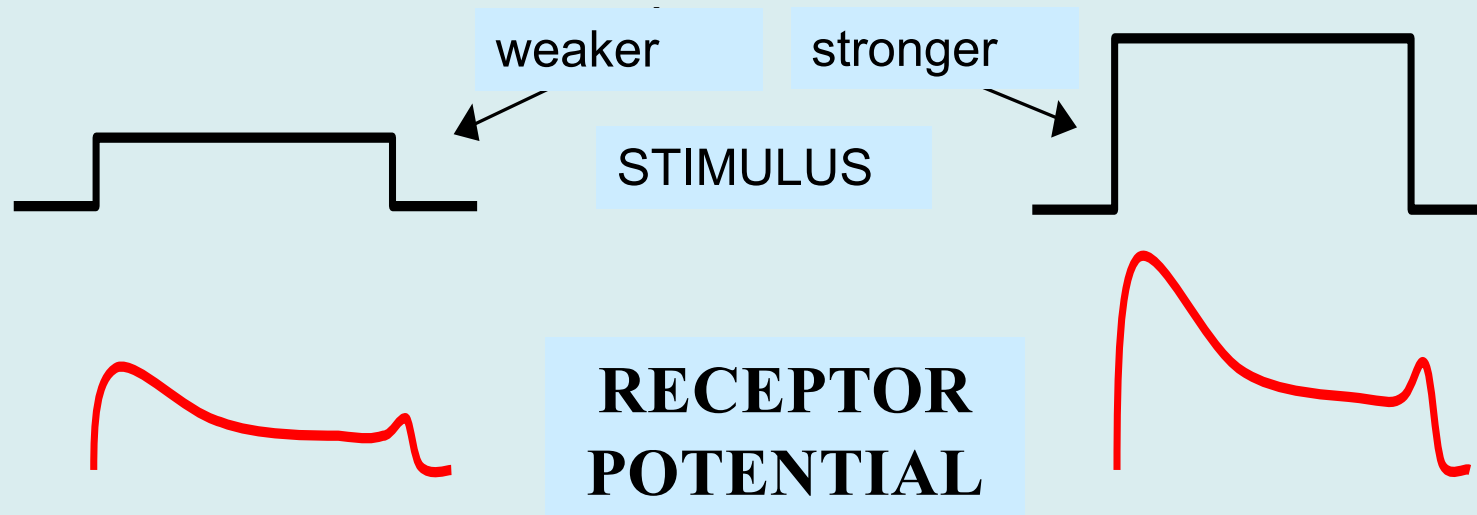 weaker
stronger
STIMULUS
RECEPTOR
POTENTIAL